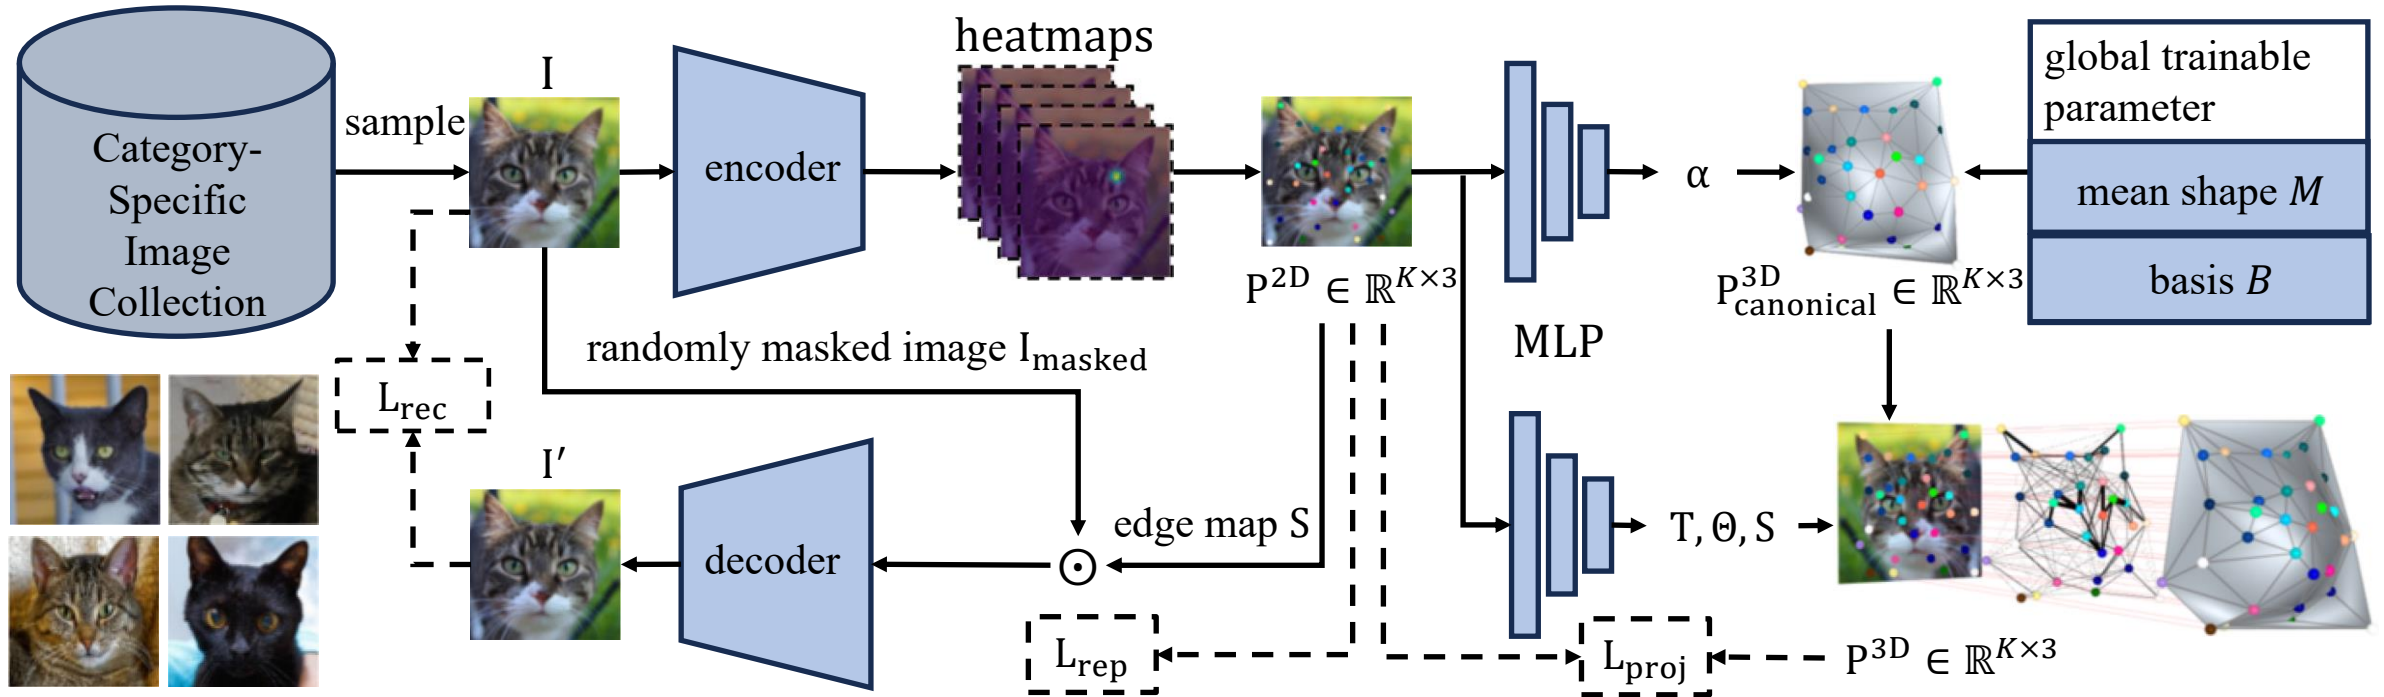 Category-
Specific
Image
Collection
sample
I
encoder
heatmaps
P^2D ∈ ℝ^K×3
MLP
α
P^3D_canonical ∈ ℝ^K×3
global trainable
parameter
mean shape M
basis B
randomly masked image I_masked
L_rec
I′
decoder
edge map S
⊙
L_rep
T, Θ, S
L_proj
P^3D ∈ ℝ^K×3